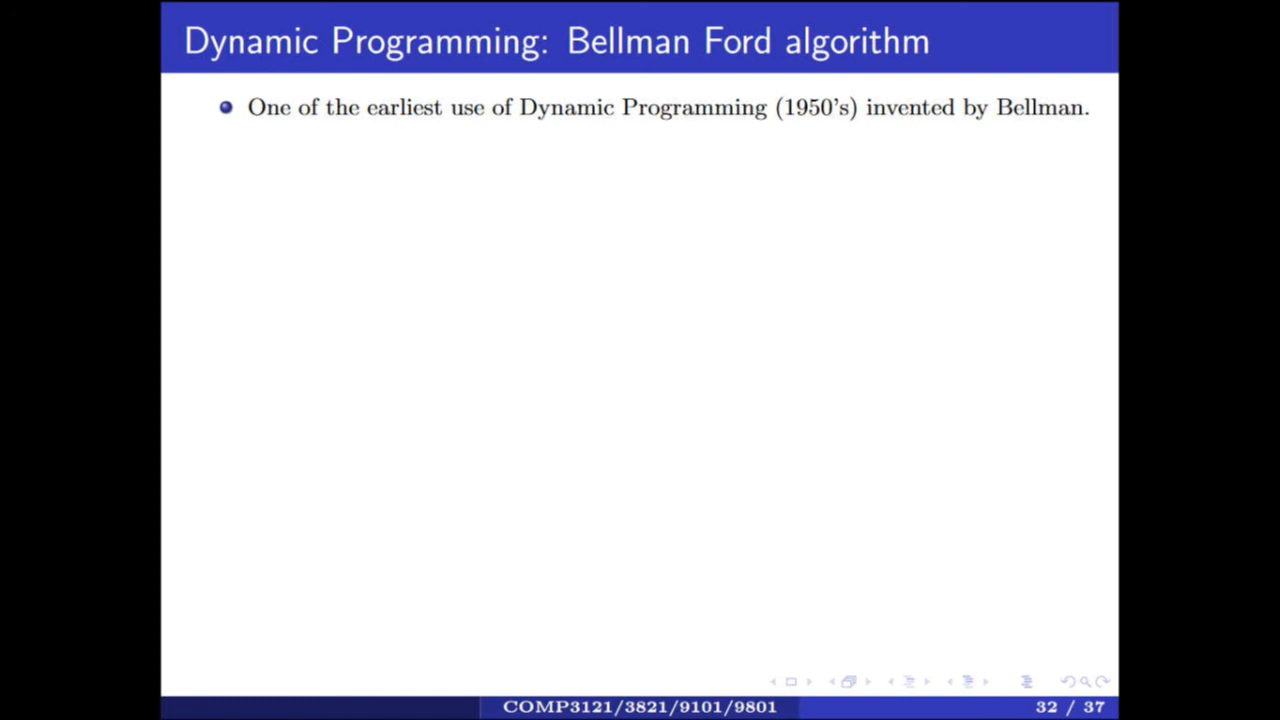 Dynamic Programming: Bellman Ford algorithm
One of the earliest use of Dynamic Programming (1950's) invented by Bellman.
COMP3121/3821/9101/9801
32 / 37